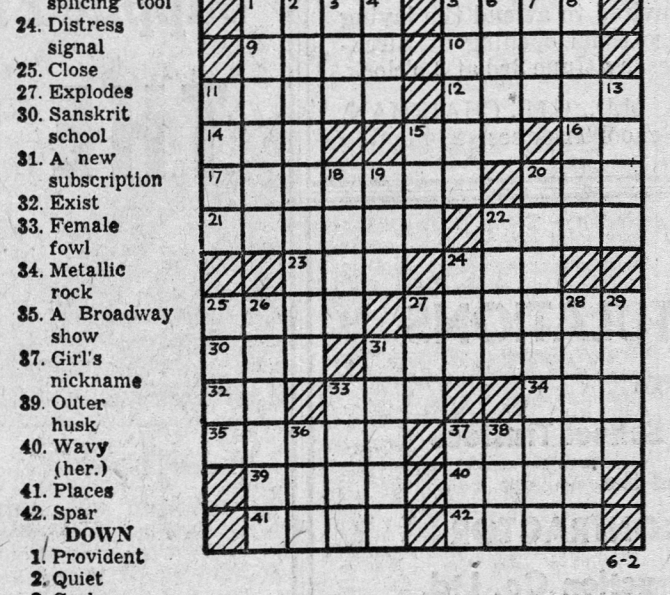 splicing tool
24. Distress
signal
25. Close
27. Explodes
30. Sanskrit
school
31. A new
subscription
32. Exist
33. Female
fowl
34. Metallic
rock
35. A Broadway
show
37. Girl's
nickname
39. Outer
husk
40. Wavy
(her.)
41. Places
42. Spar
DOWN
1. Provident
2. Quiet
1 2 3 4 5 6 7 8
9 10
11 12 13
14 15 16
17 18 19 20
21 22
23 24
25 26 27 28 29
30 31
32 33 34
35 36 37 38
39 40
41 42
6-2